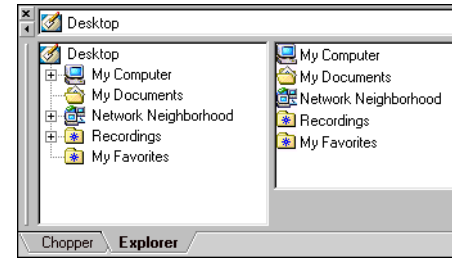 Desktop
Desktop
My Computer
My Documents
Network Neighborhood
Recordings
My Favorites
My Computer
My Documents
Network Neighborhood
Recordings
My Favorites
Chopper Explorer